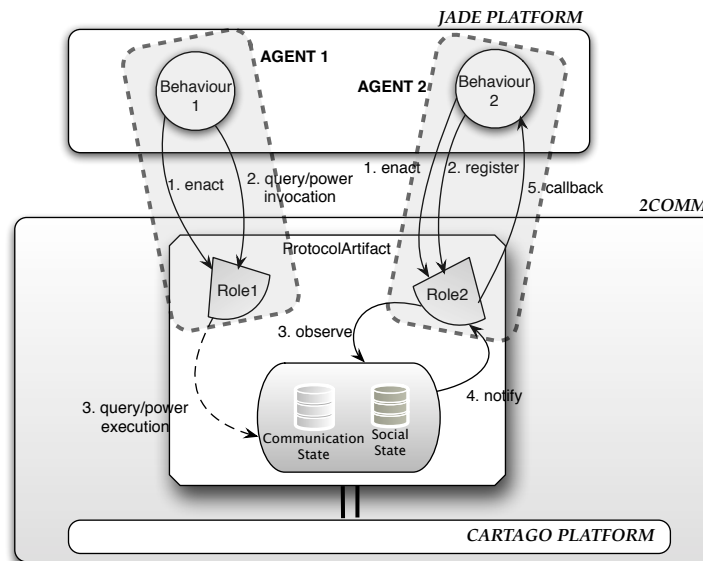 JADE PLATFORM
AGENT 1
Behaviour
1
AGENT 2
Behaviour
2
1. enact
2. query/power
invocation
1. enact
2. register
5. callback
2COMM
ProtocolArtifact
Role1
Role2
3. observe
4. notify
3. query/power
execution
Communication
State
Social
State
CARTAGO PLATFORM